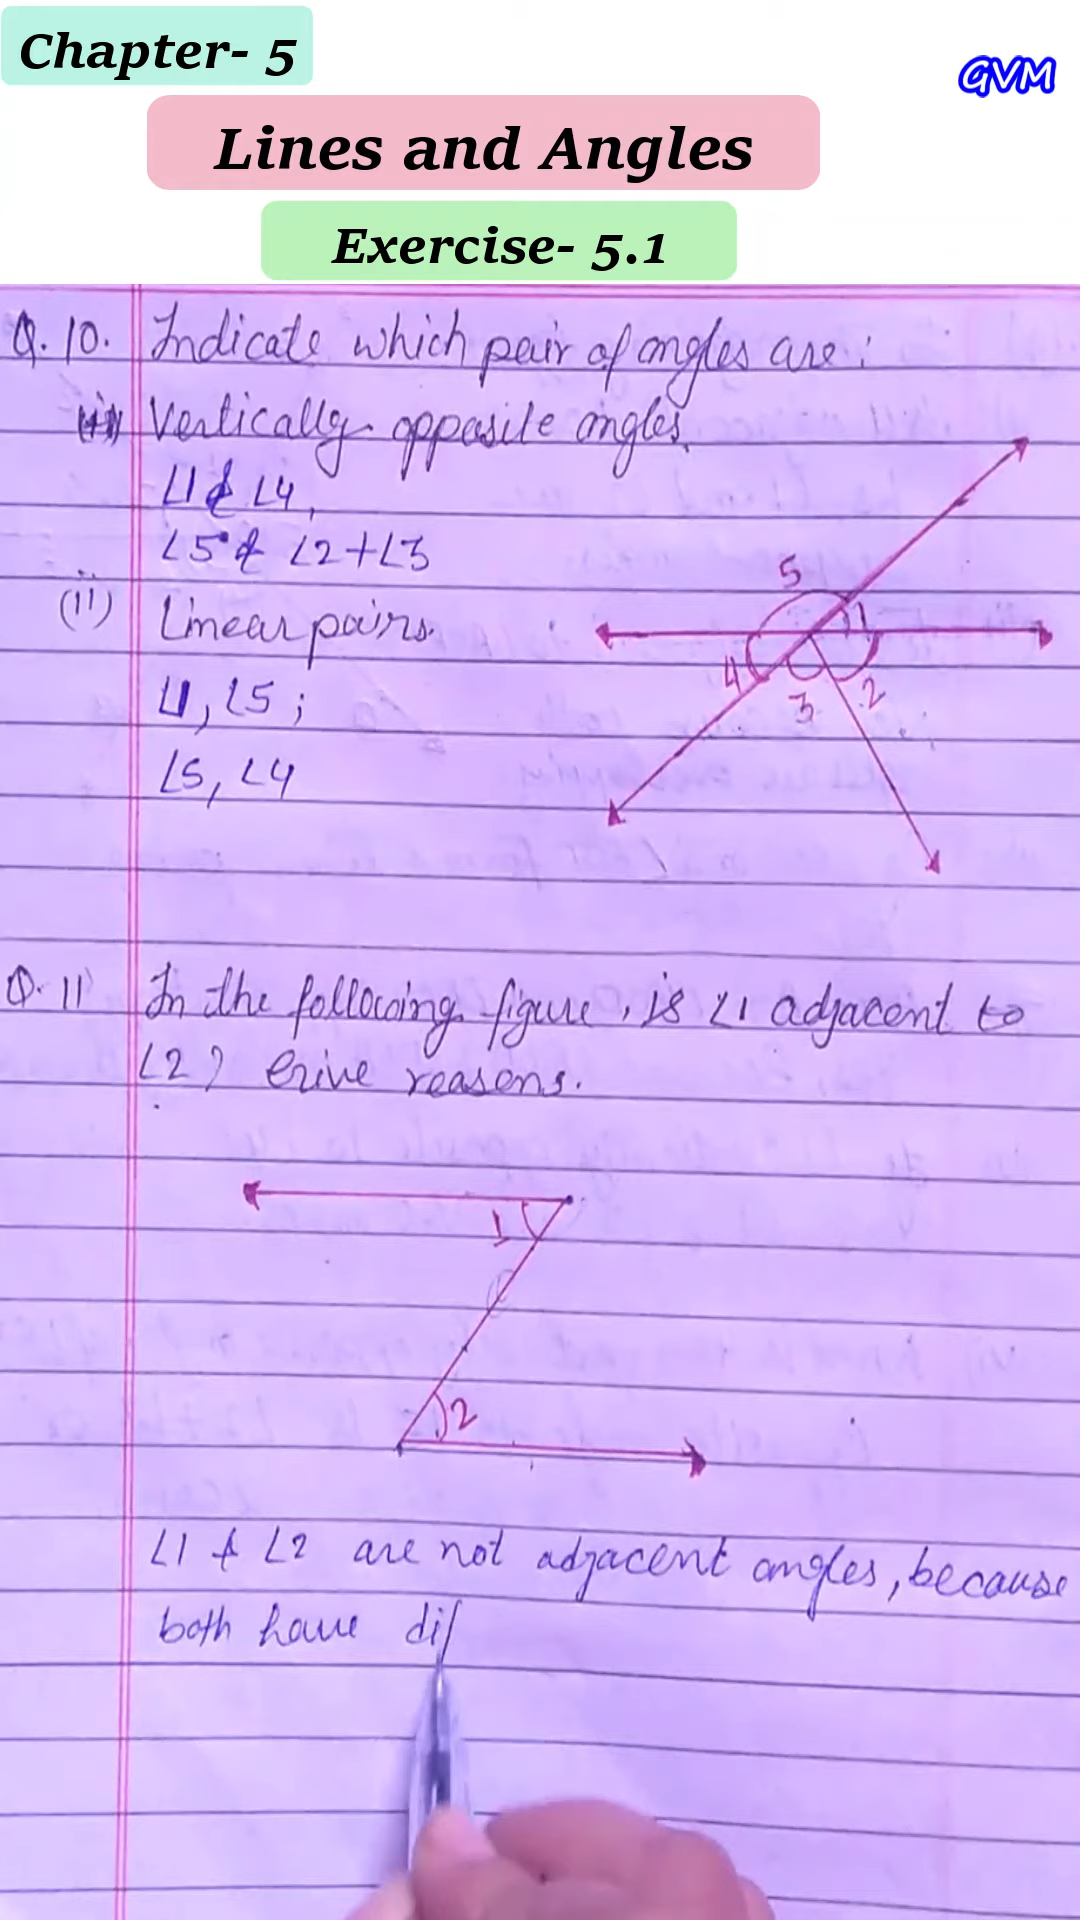 Chapter- 5
GVM
Lines and Angles
Exercise- 5.1
Q. 10. Indicate which pair of angles are:
(i) Vertically opposite angles.
∠1 & ∠4,
∠5 & ∠2+∠3
(ii) Linear pairs.
∠1, ∠5 ;
∠5, ∠4
5
1
4
3
2
Q. 11 In the following figure, is ∠1 adjacent to
∠2? Give reasons.
1
2
∠1 & ∠2 are not adjacent angles, because
both have dif